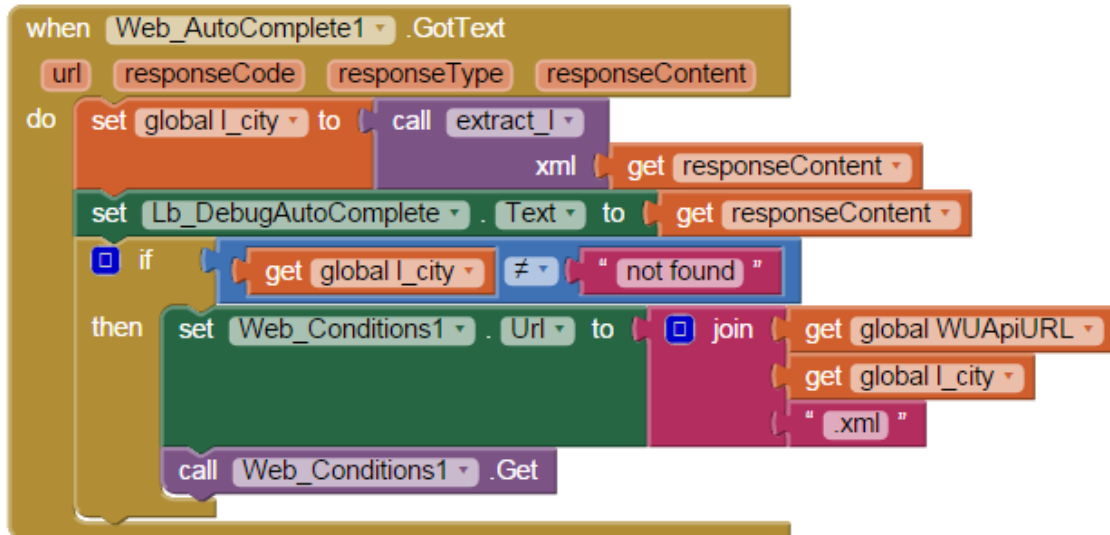 when Web_AutoComplete1 .GotText
url responseCode responseType responseContent
do set global l_city to call extract_l
xml get responseContent
set Lb_DebugAutoComplete . Text to get responseContent
if get global l_city ≠ " not found "
then set Web_Conditions1 . Url to join get global WUApiURL
get global l_city
" .xml "
call Web_Conditions1 .Get